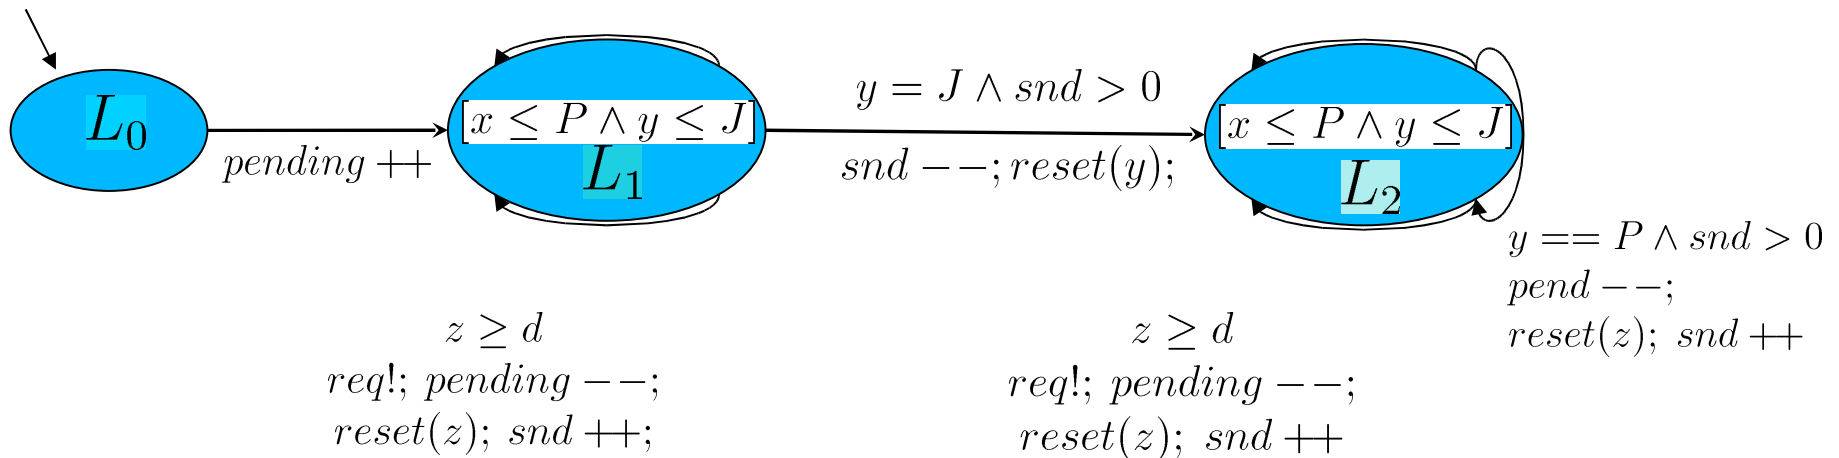 L₀
pending ++
[x ≤ P ∧ y ≤ J]
L₁
y = J ∧ snd > 0
snd −−; reset(y);
[x ≤ P ∧ y ≤ J]
L₂
y == P ∧ snd > 0
pend −−;
reset(z); snd ++
z ≥ d
req!; pending −−;
reset(z); snd ++;
z ≥ d
req!; pending −−;
reset(z); snd ++